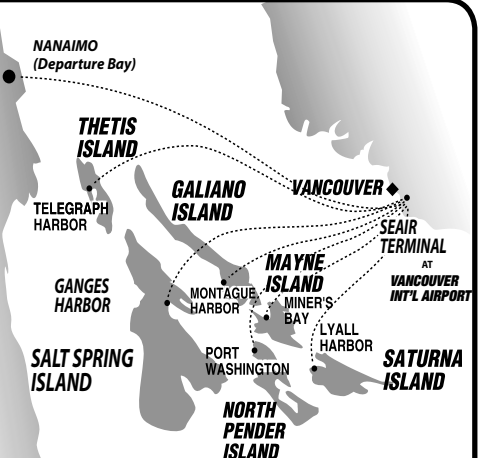 NANAIMO
(Departure Bay)
THETIS
ISLAND
TELEGRAPH
HARBOR
GALIANO
ISLAND
VANCOUVER
SEAIR
TERMINAL
AT
VANCOUVER
INT'L AIRPORT
GANGES
HARBOR
MONTAGUE
HARBOR
MAYNE
ISLAND
MINER'S
BAY
LYALL
HARBOR
SALT SPRING
ISLAND
PORT
WASHINGTON
SATURNA
ISLAND
NORTH
PENDER
ISLAND